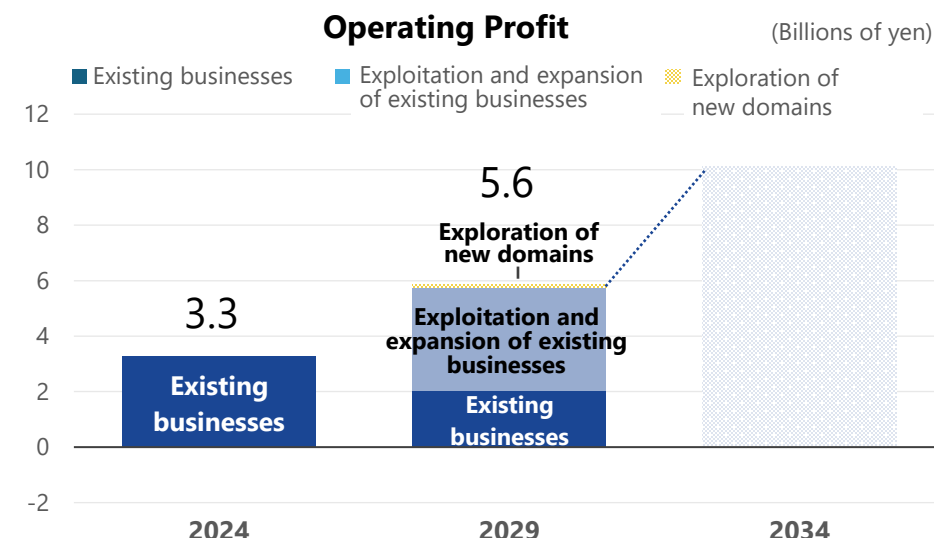 Operating Profit
(Billions of yen)
Existing businesses
Exploitation and expansion
of existing businesses
Exploration of
new domains
12
10
8
6
4
2
0
-2
3.3
Existing
businesses
5.6
Exploration of
new domains
Exploitation and
expansion of existing
businesses
Existing
businesses
2024
2029
2034